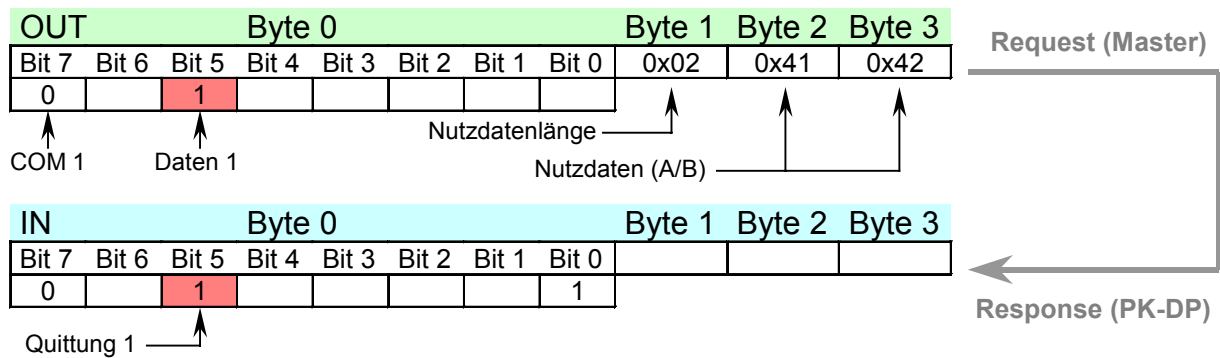 OUT Byte 0 Byte 1 Byte 2 Byte 3
Request (Master)
Bit 7 Bit 6 Bit 5 Bit 4 Bit 3 Bit 2 Bit 1 Bit 0 0x02 0x41 0x42
0 1
Nutzdatenlänge
COM 1 Daten 1
Nutzdaten (A/B)
IN Byte 0 Byte 1 Byte 2 Byte 3
Bit 7 Bit 6 Bit 5 Bit 4 Bit 3 Bit 2 Bit 1 Bit 0
0 1 1
Response (PK-DP)
Quittung 1